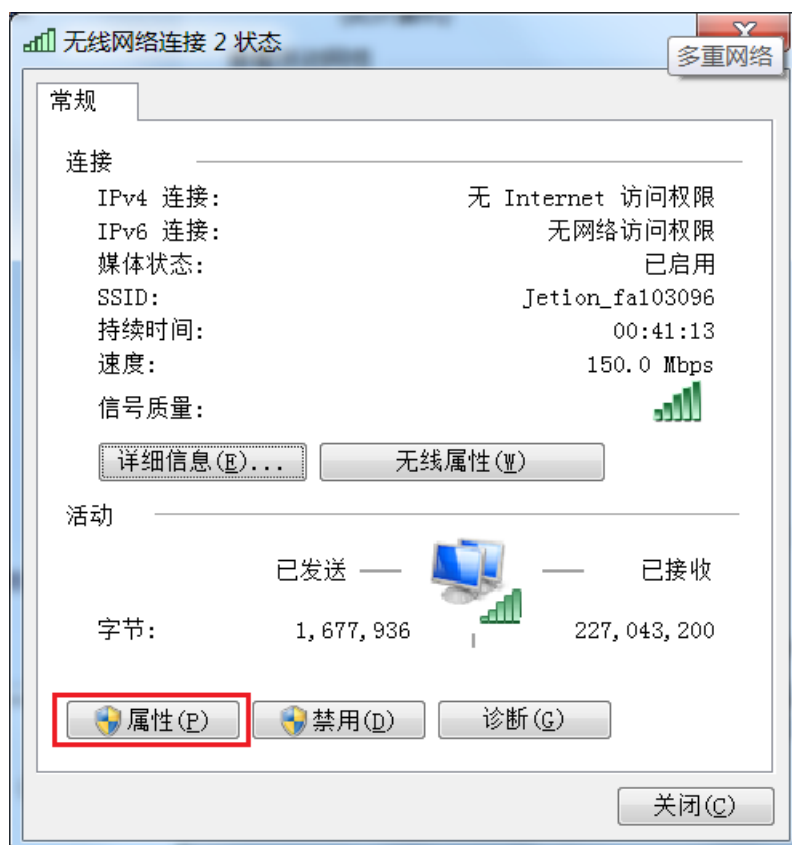 无线网络连接 2 状态
多重网络
常规
连接
IPv4 连接: 无 Internet 访问权限
IPv6 连接: 无网络访问权限
媒体状态: 已启用
SSID: Jetion_fa103096
持续时间: 00:41:13
速度: 150.0 Mbps
信号质量:
详细信息(E)... 无线属性(W)
活动
已发送 — — 已接收
字节: 1,677,936 227,043,200
属性(P) 禁用(D) 诊断(G)
关闭(C)